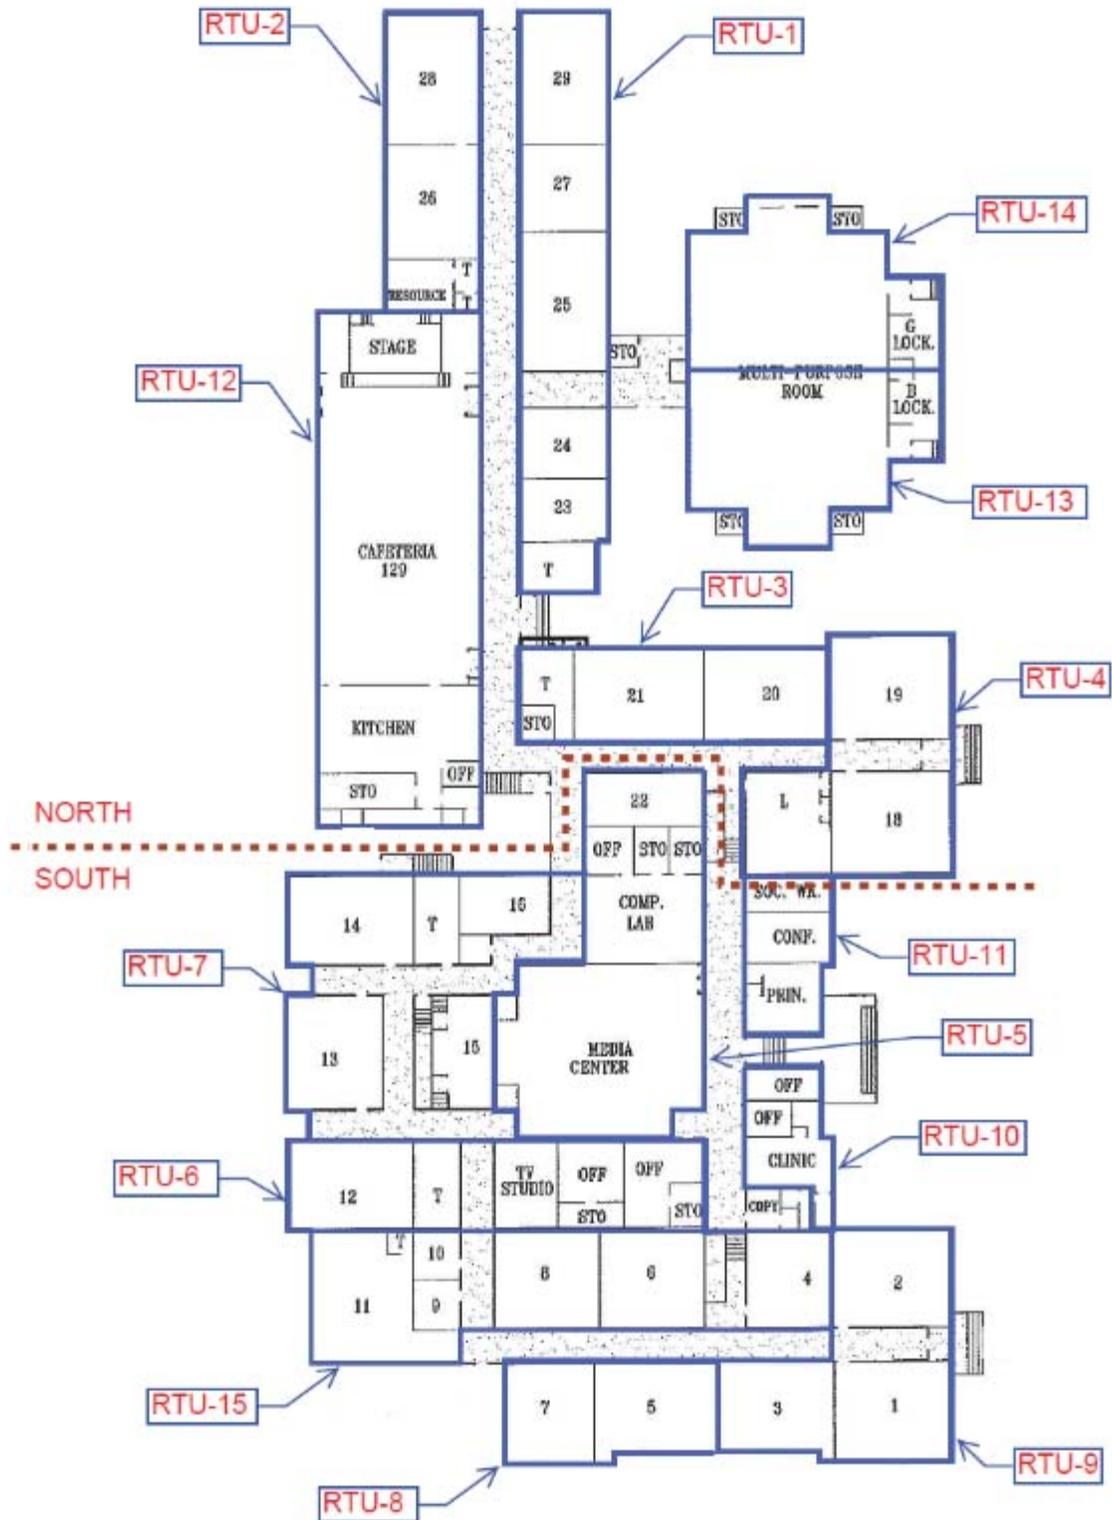 RTU-2
RTU-1
28
29
26
27
RTU-14
STO
STO
T
RESOURCE
T
25
STAGE
STO
G
LOCK.
RTU-12
MULTI-PURPOSE
ROOM
B
LOCK.
24
23
RTU-13
STO
STO
CAFETERIA
129
T
RTU-3
T
21
20
19
RTU-4
STO
KITCHEN
OFF
STO
22
L
18
NORTH
SOUTH
OFF
STO
STO
SOC. WK.
COMP.
LAB
14
T
16
CONF.
RTU-11
RTU-7
PRIN.
13
15
MEDIA
CENTER
RTU-5
OFF
OFF
RTU-10
CLINIC
RTU-6
12
T
TV
STUDIO
OFF
OFF
STO
STO
COPY
T
10
8
6
4
2
11
9
RTU-15
7
5
3
1
RTU-9
RTU-8